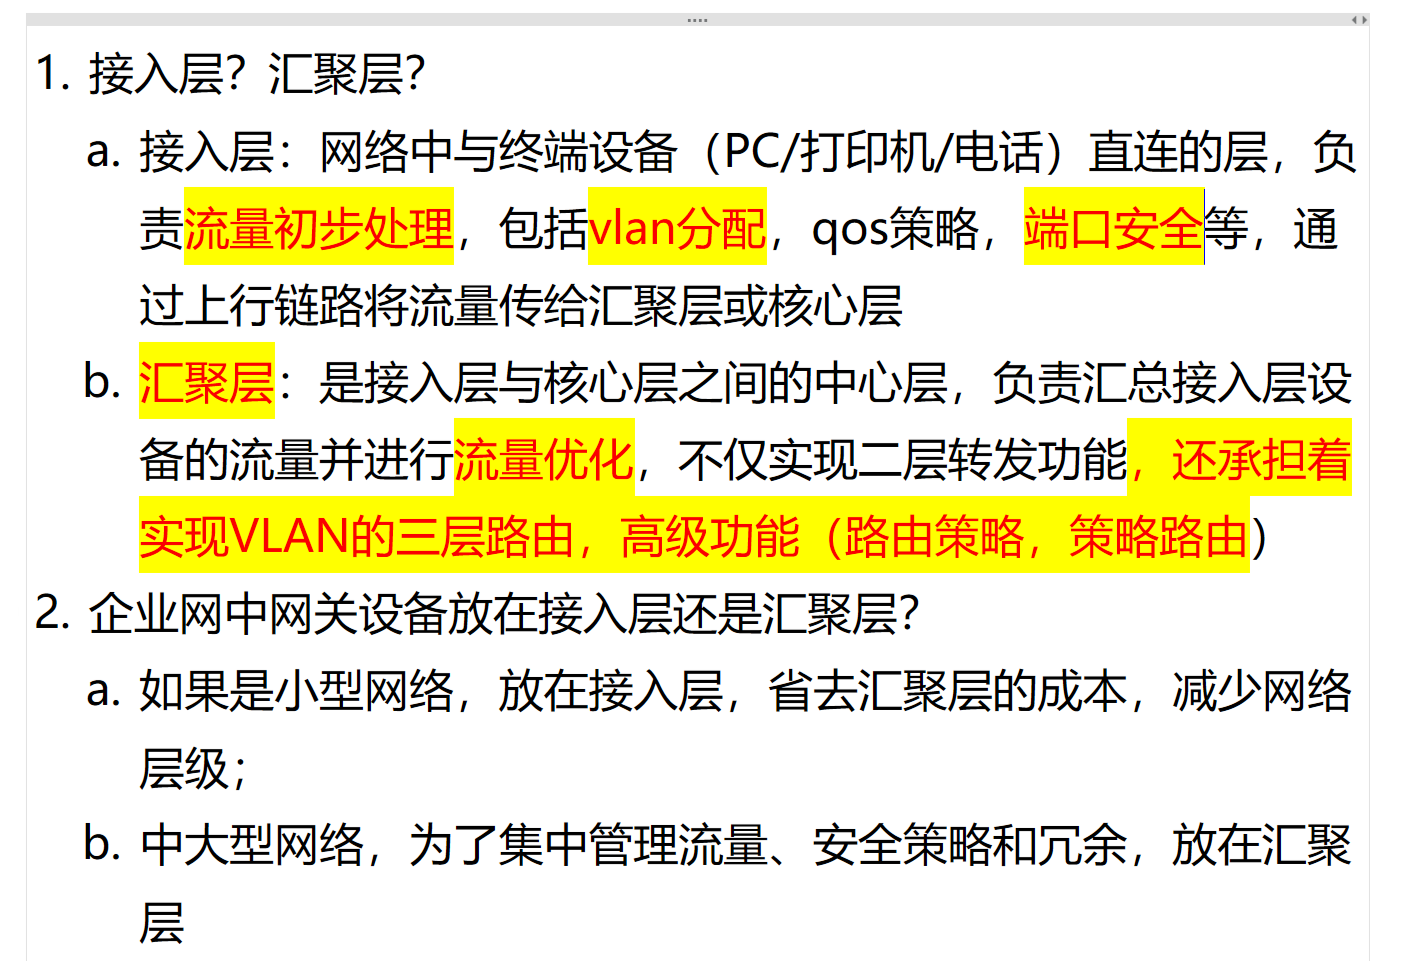 1. 接入层？汇聚层？
a. 接入层：网络中与终端设备（PC/打印机/电话）直连的层，负
责流量初步处理，包括vlan分配，qos策略，端口安全等，通
过上行链路将流量传给汇聚层或核心层
b. 汇聚层：是接入层与核心层之间的中心层，负责汇总接入层设
备的流量并进行流量优化，不仅实现二层转发功能，还承担着
实现VLAN的三层路由，高级功能（路由策略，策略路由）
2. 企业网中网关设备放在接入层还是汇聚层？
a. 如果是小型网络，放在接入层，省去汇聚层的成本，减少网络
层级；
b. 中大型网络，为了集中管理流量、安全策略和冗余，放在汇聚
层